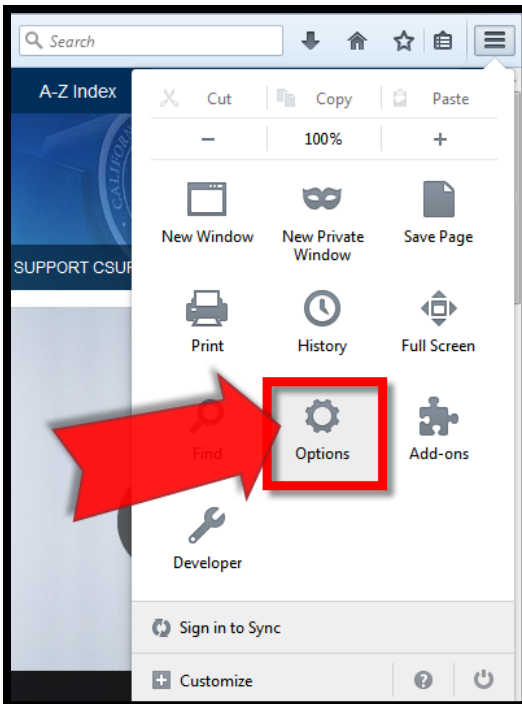 Search
A-Z Index
Cut Copy Paste
− 100% +
CALIFOR
New Window New Private Save Page
Window
SUPPORT CSUF
Print History Full Screen
Find Options Add-ons
Developer
Sign in to Sync
Customize